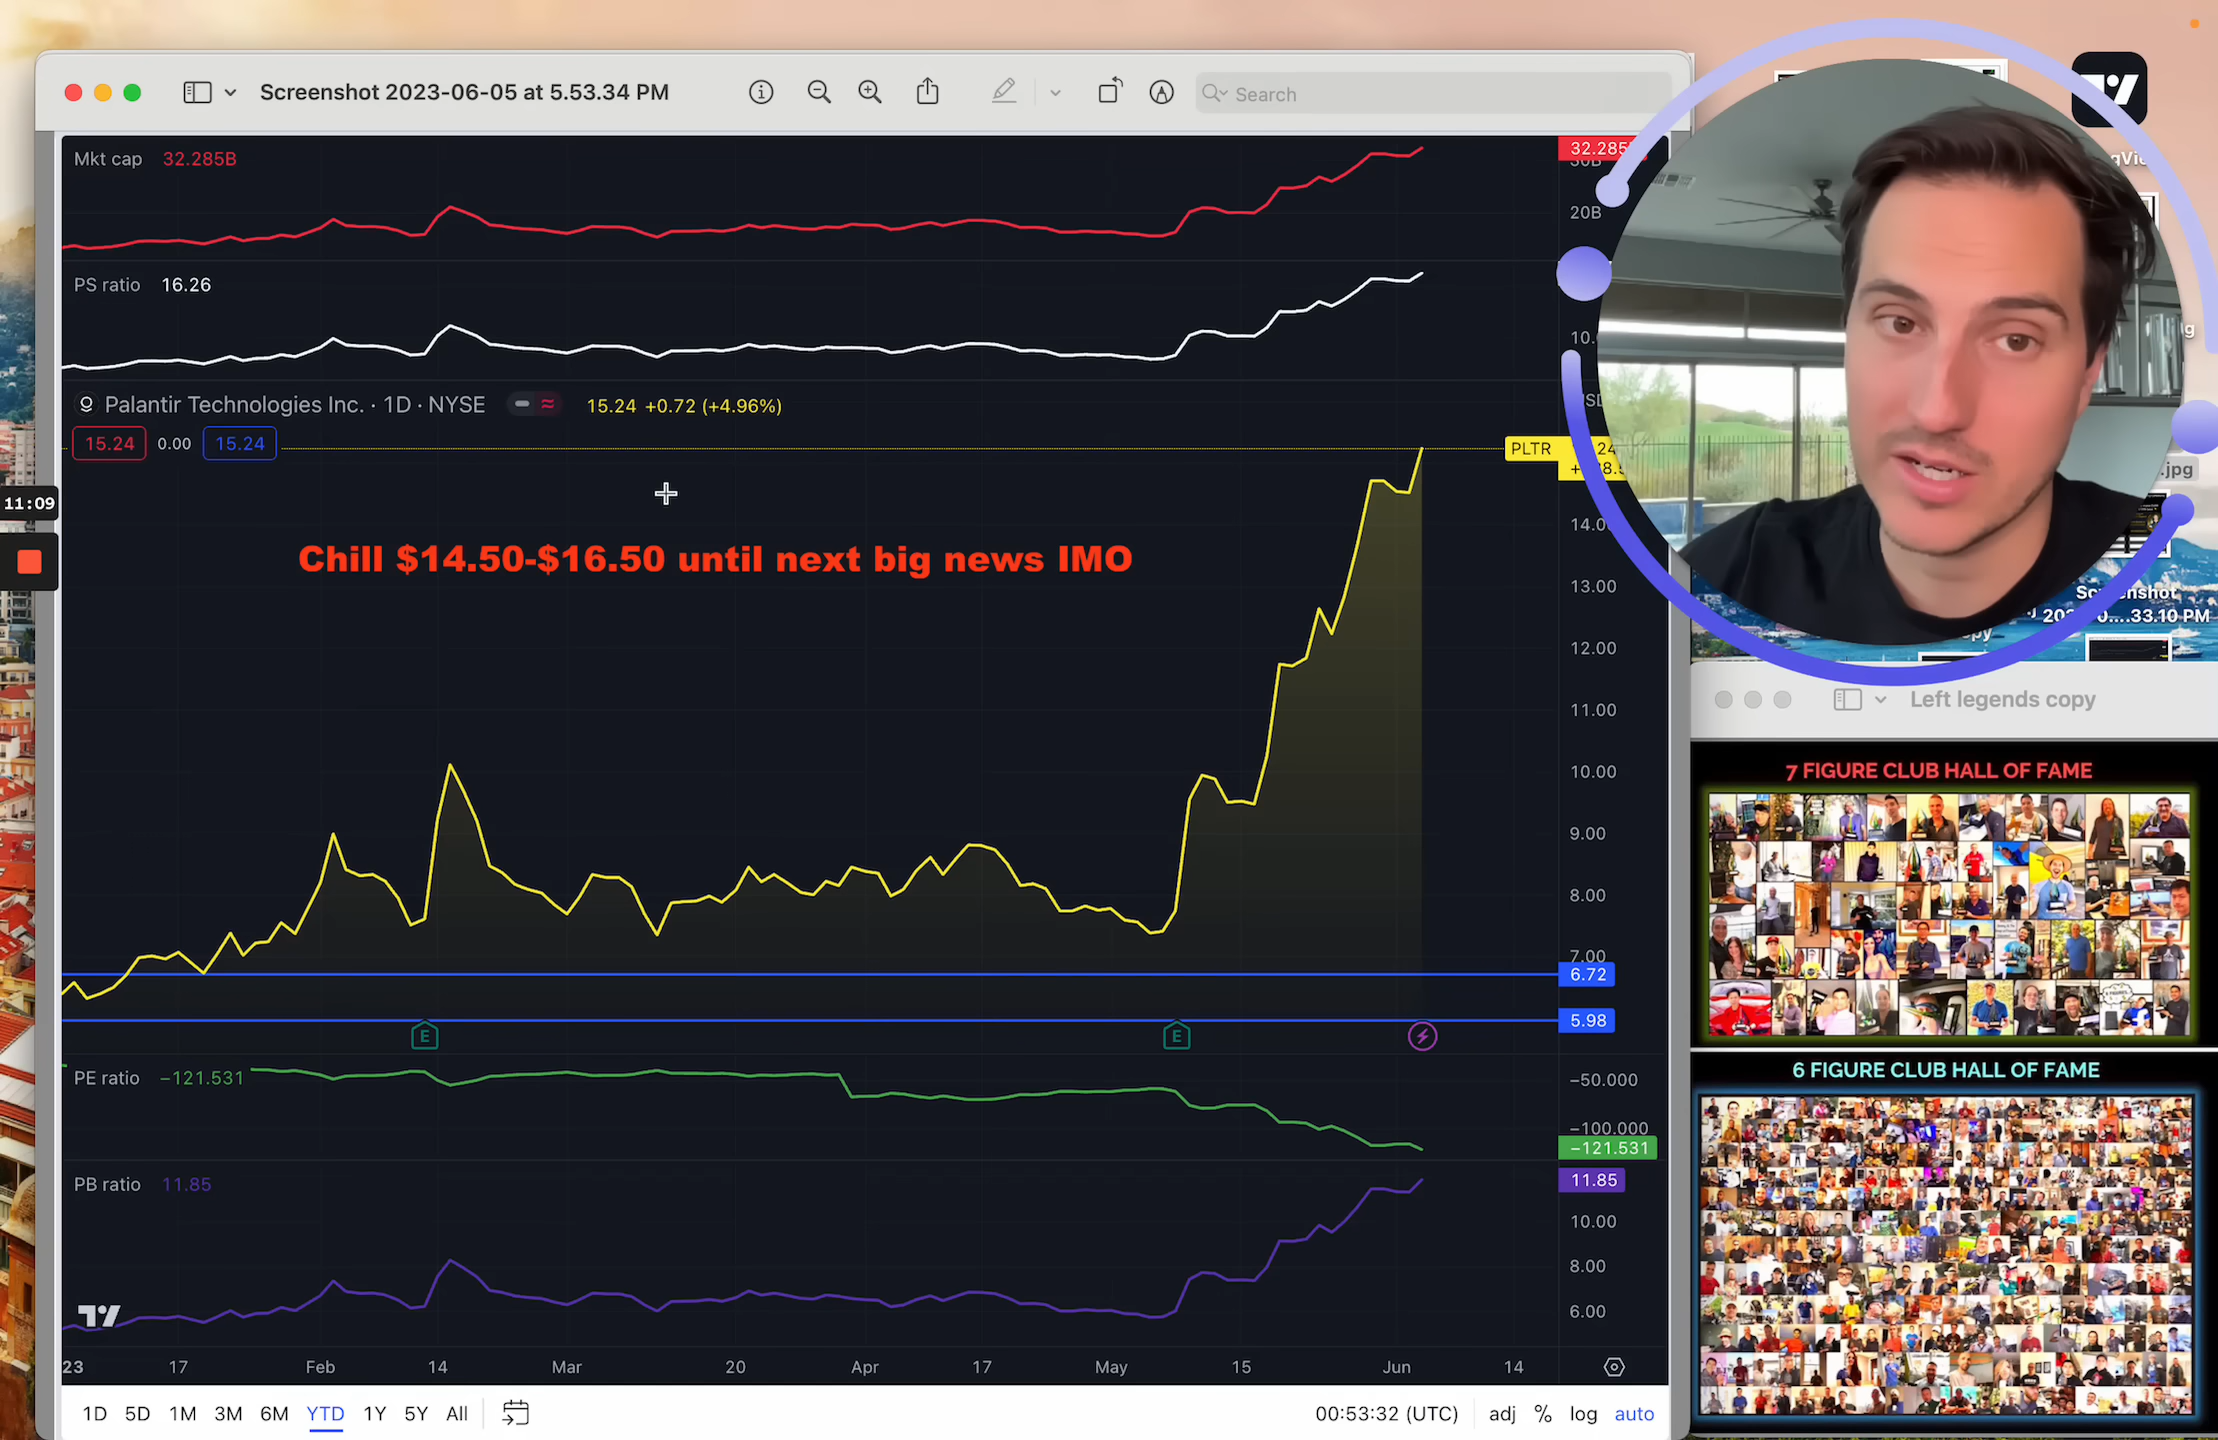 Screenshot 2023-06-05 at 5.53.34 PM
Search
Mkt cap 32.285B
32.285
30B
20B
PS ratio 16.26
10.
Palantir Technologies Inc. · 1D · NYSE 15.24 +0.72 (+4.96%)
15.24 0.00 15.24
PLTR
11:09
Chill $14.50-$16.50 until next big news IMO
14.0
13.00
12.00
11.00
10.00
9.00
8.00
7.00
6.72
5.98
E E
PE ratio −121.531
−50.000
−100.000
−121.531
PB ratio 11.85
11.85
10.00
8.00
6.00
23 17 Feb 14 Mar 20 Apr 17 May 15 Jun 14
1D 5D 1M 3M 6M YTD 1Y 5Y All
00:53:32 (UTC) adj % log auto
.jpg
33.10 PM
Left legends copy
7 FIGURE CLUB HALL OF FAME
6 FIGURE CLUB HALL OF FAME